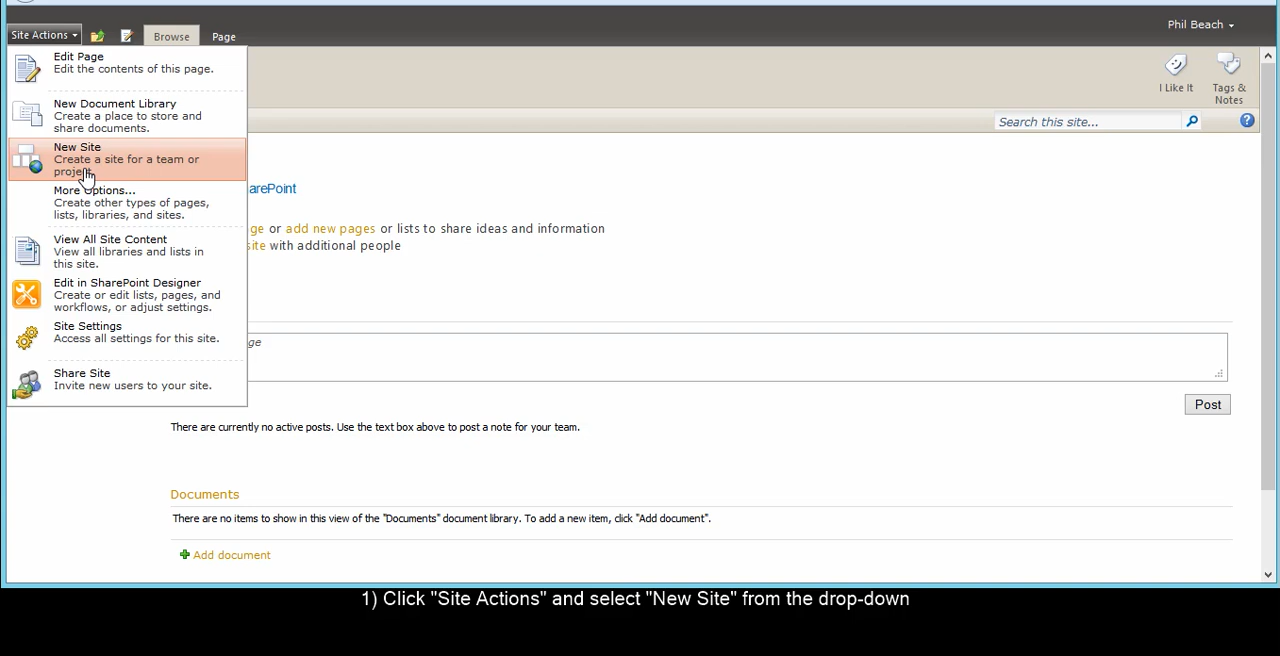 Phil Beach
Site Actions Browse Page
Edit Page
Edit the contents of this page.
New Document Library
Create a place to store and
share documents.
New Site
Create a site for a team or
project.
More Options...
Create other types of pages,
lists, libraries, and sites.
View All Site Content
View all libraries and lists in
this site.
Edit in SharePoint Designer
Create or edit lists, pages, and
workflows, or adjust settings.
Site Settings
Access all settings for this site.
Share Site
Invite new users to your site.
I Like It
Tags &
Notes
Search this site...
arePoint
ge or add new pages or lists to share ideas and information
site with additional people
ge
Post
There are currently no active posts. Use the text box above to post a note for your team.
Documents
There are no items to show in this view of the "Documents" document library. To add a new item, click "Add document".
Add document
1) Click "Site Actions" and select "New Site" from the drop-down